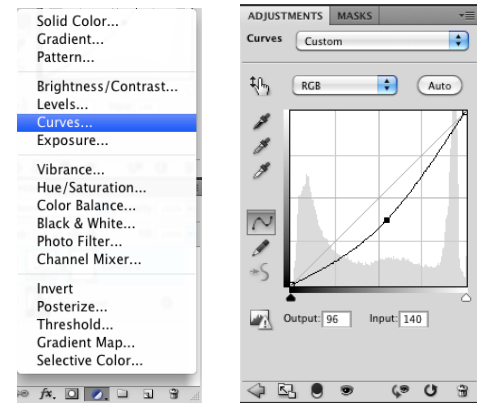 Solid Color...
Gradient...
Pattern...
Brightness/Contrast...
Levels...
Curves...
Exposure...
Vibrance...
Hue/Saturation...
Color Balance...
Black & White...
Photo Filter...
Channel Mixer...
Invert
Posterize...
Threshold...
Gradient Map...
Selective Color...
fx.
ADJUSTMENTS MASKS
Curves Custom
RGB Auto
Output: 96 Input: 140